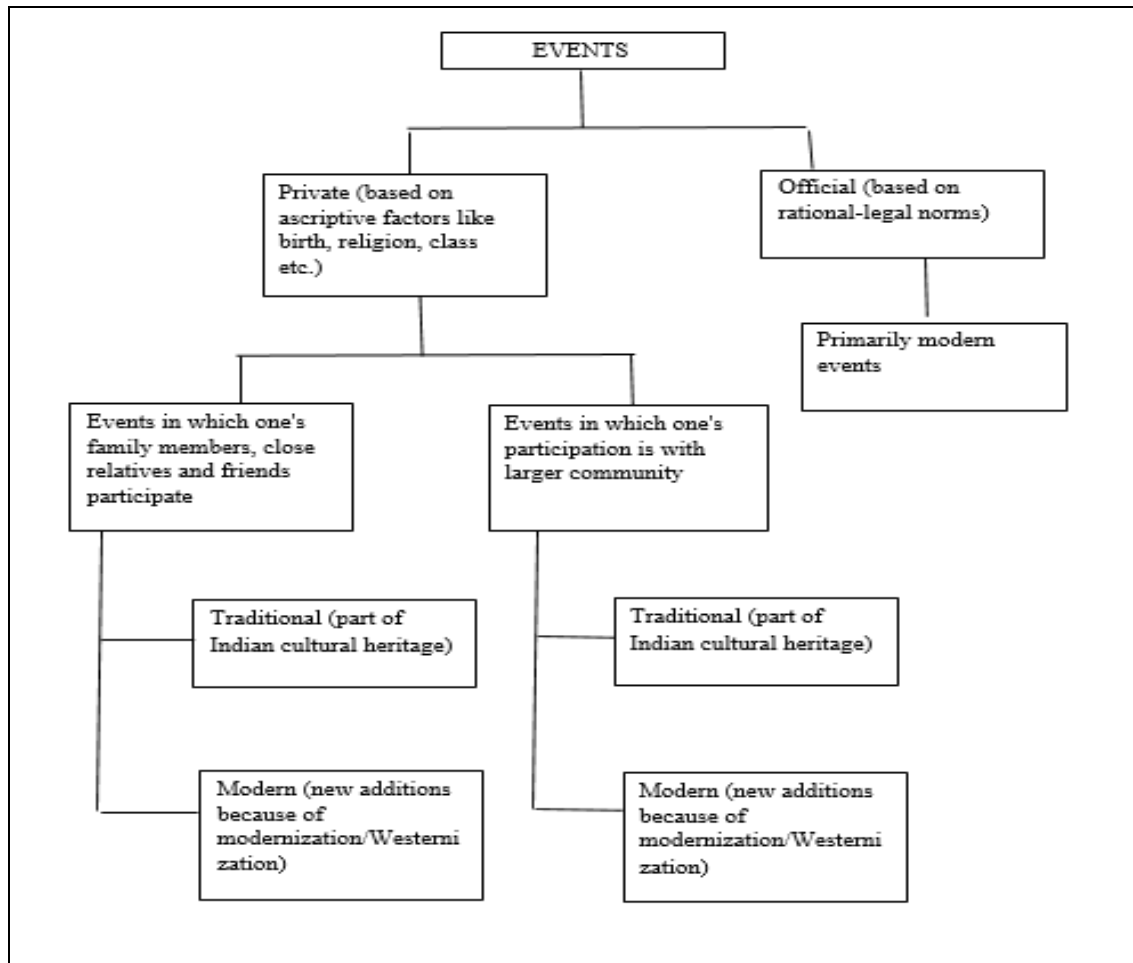 EVENTS
Private (based on
ascriptive factors like
birth, religion, class
etc.)
Official (based on
rational-legal norms)
Primarily modern
events
Events in which one's
family members, close
relatives and friends
participate
Events in which one's
participation is with
larger community
Traditional (part of
Indian cultural heritage)
Traditional (part of
Indian cultural heritage)
Modern (new additions
because of
modernization/Westerni
zation)
Modern (new additions
because of
modernization/Westerni
zation)